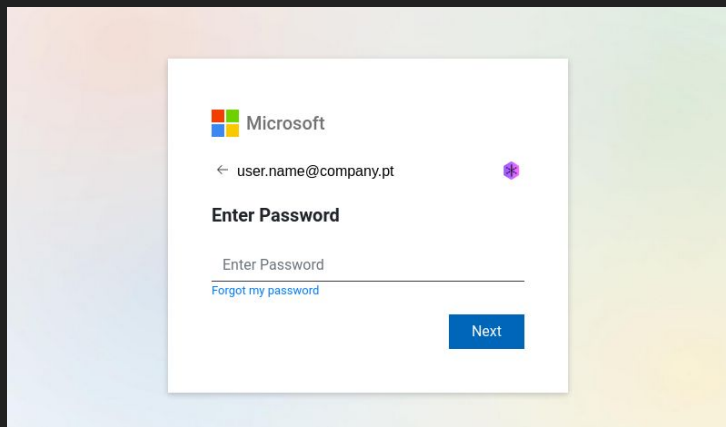 Microsoft
user.name@company.pt
Enter Password
Enter Password
Forgot my password
Next